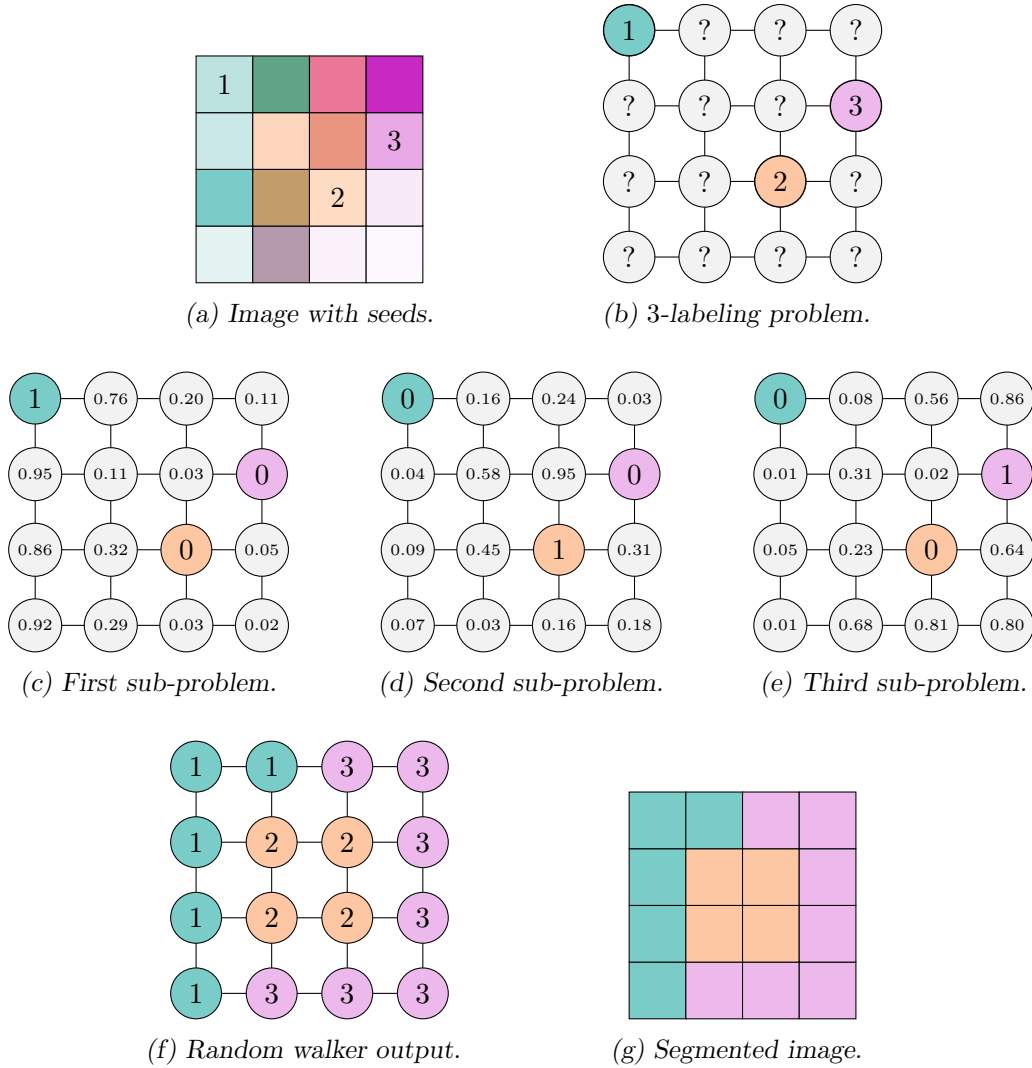 1
3
2
(a) Image with seeds.
1 ? ? ?
? ? ? 3
? ? 2 ?
? ? ? ?
(b) 3-labeling problem.
1 0.76 0.20 0.11
0.95 0.11 0.03 0
0.86 0.32 0 0.05
0.92 0.29 0.03 0.02
(c) First sub-problem.
0 0.16 0.24 0.03
0.04 0.58 0.95 0
0.09 0.45 1 0.31
0.07 0.03 0.16 0.18
(d) Second sub-problem.
0 0.08 0.56 0.86
0.01 0.31 0.02 1
0.05 0.23 0 0.64
0.01 0.68 0.81 0.80
(e) Third sub-problem.
1 1 3 3
1 2 2 3
1 2 2 3
1 3 3 3
(f) Random walker output.
(g) Segmented image.